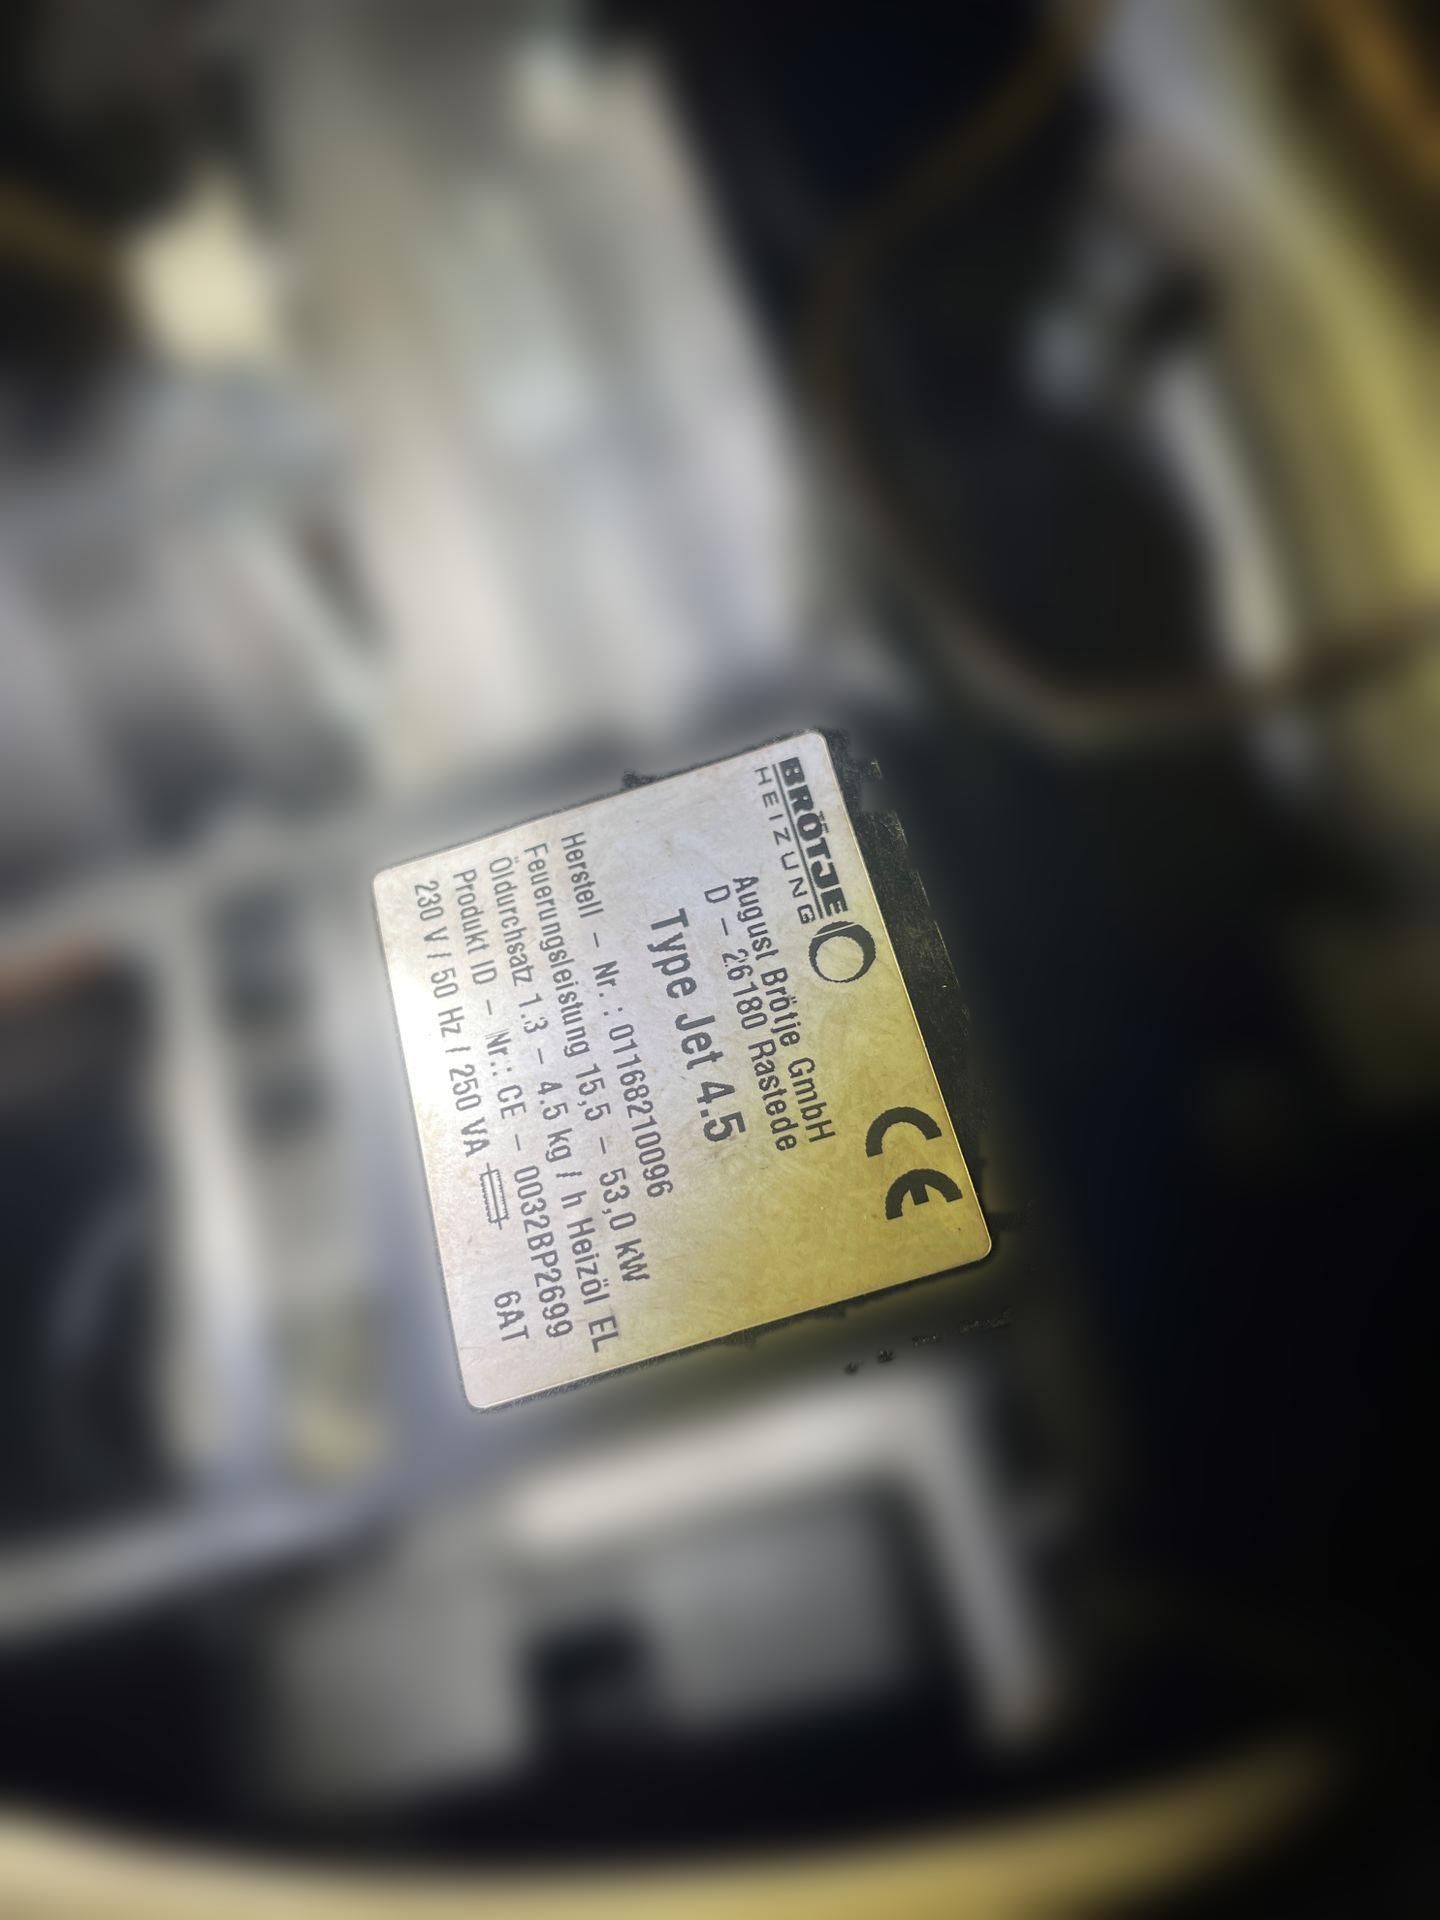 BRÖTJE
HEIZUNG
CE
August Brötje GmbH
D – 26180 Rastede
Type Jet 4.5
Herstell – Nr.: 01168210096
Feuerungsleistung 15,5 – 53,0 kW
Öldurchsatz 1.3 – 4.5 kg / h Heizöl EL
Produkt ID – Nr.: CE – 0032BP2699
230 V / 50 Hz / 250 VA 6AT